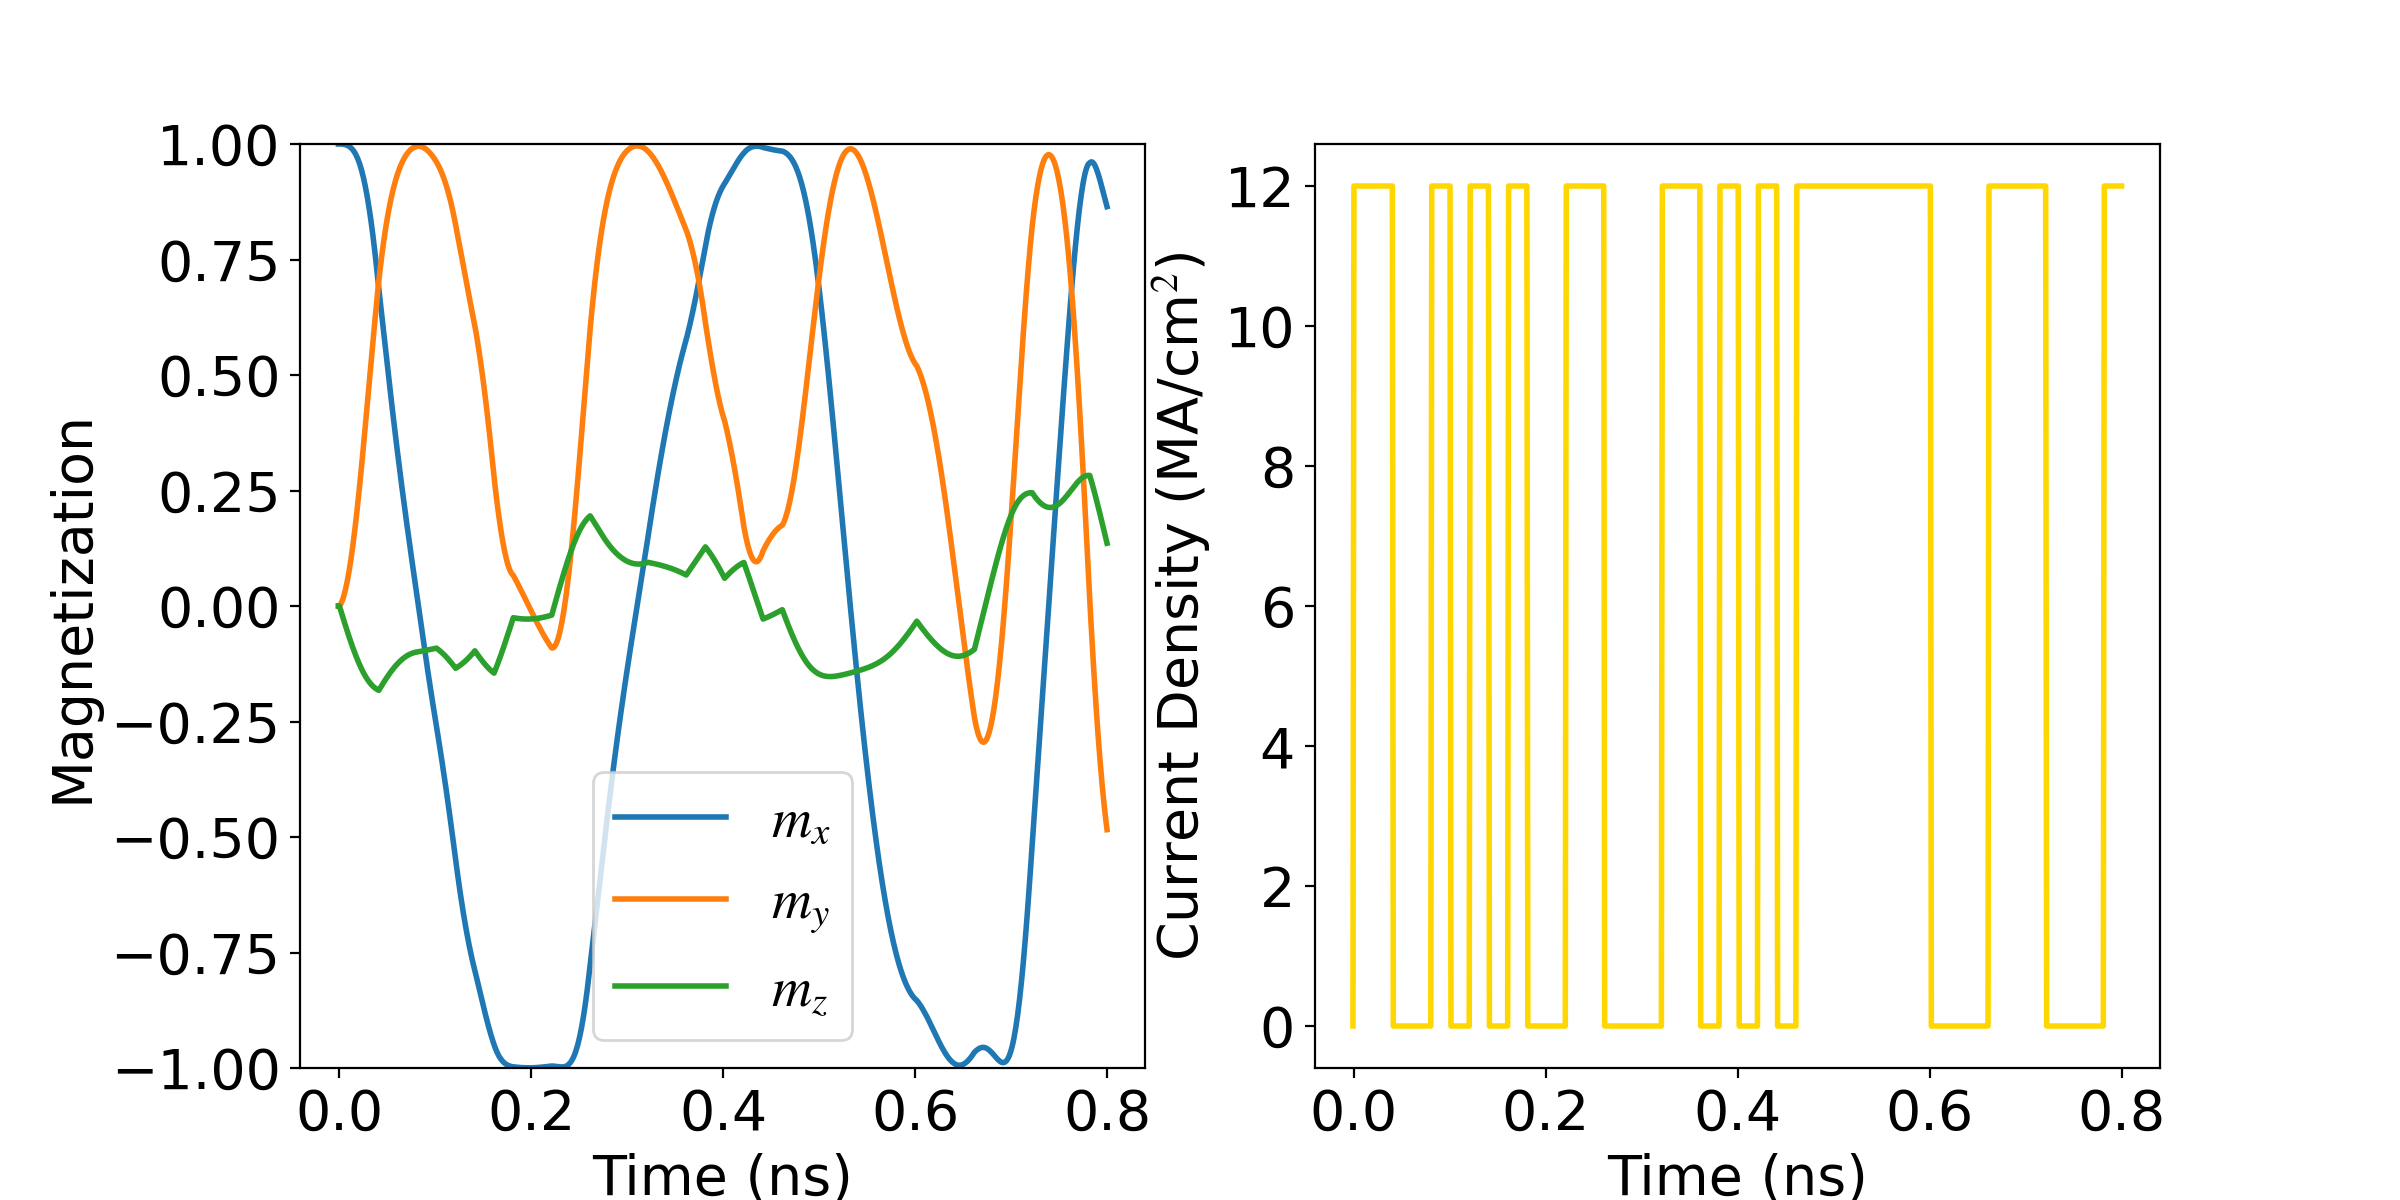 Magnetization
1.00
0.75
0.50
0.25
0.00
−0.25
−0.50
−0.75
−1.00
0.0 0.2 0.4 0.6 0.8
Time (ns)
m_x
m_y
m_z
Current Density (MA/cm²)
12
10
8
6
4
2
0
0.0 0.2 0.4 0.6 0.8
Time (ns)